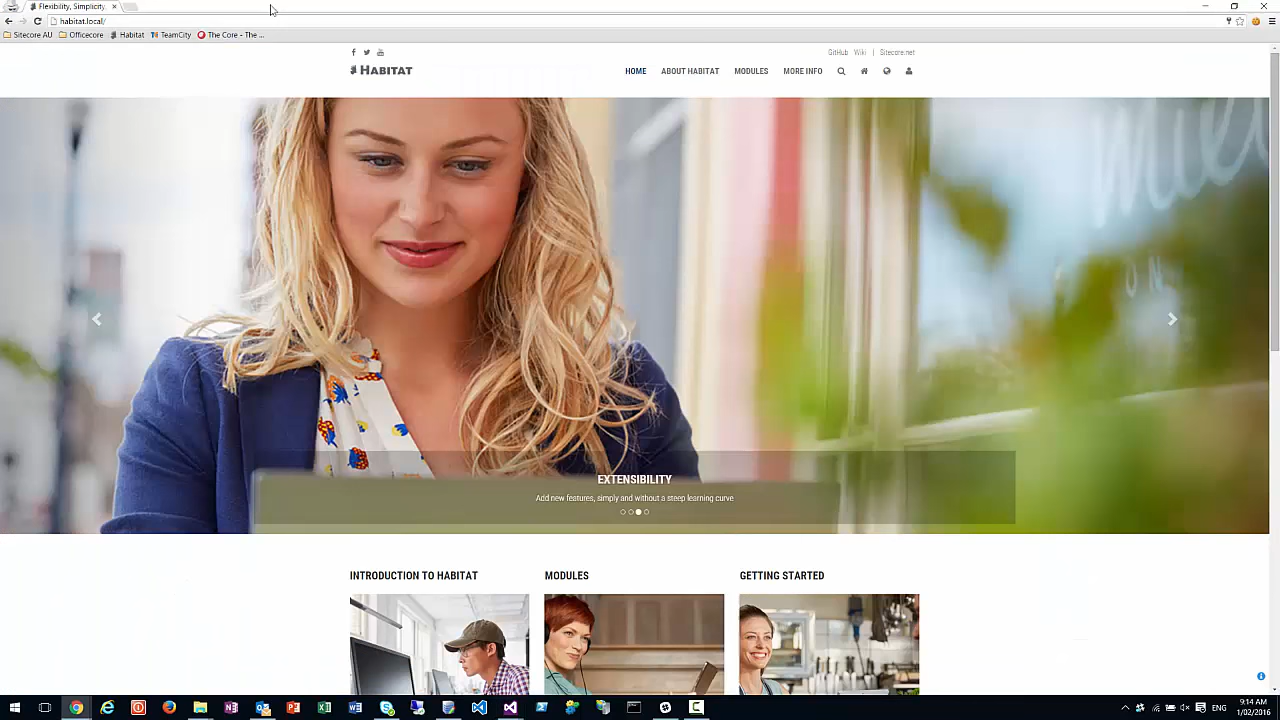 Flexibility, Simplicity,
habitat.local/
Sitecore AU
Officecore
Habitat
TeamCity
The Core - The ...
GitHub Wiki | Sitecore.net
HABITAT
HOME
ABOUT HABITAT
MODULES
MORE INFO
EXTENSIBILITY
Add new features, simply and without a steep learning curve
INTRODUCTION TO HABITAT
MODULES
GETTING STARTED
ENG
9:14 AM
1/02/2016